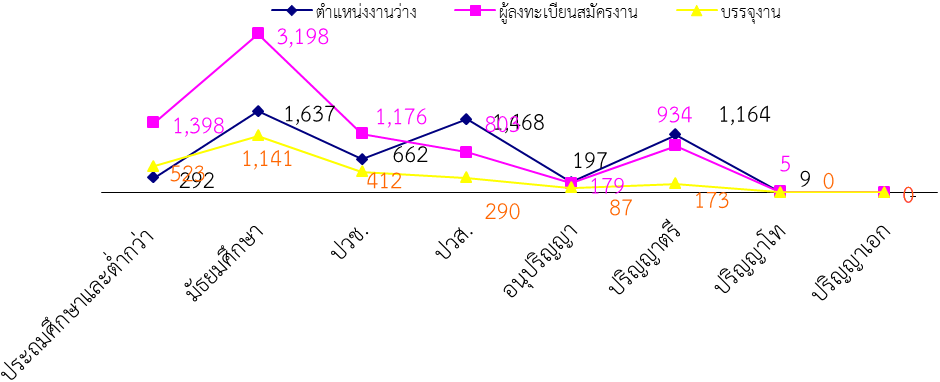 ตำแหน่งงานว่าง ผู้ลงทะเบียนสมัครงาน บรรจุงาน
3,198
1,398 1,637 1,176 1,468 805 934 1,164
523 292 1,141 662 412 290 197 179 87 173 5 9 0 0
ประถมศึกษาและต่ำกว่า มัธยมศึกษา ปวช. ปวส. อนุปริญญา ปริญญาตรี ปริญญาโท ปริญญาเอก